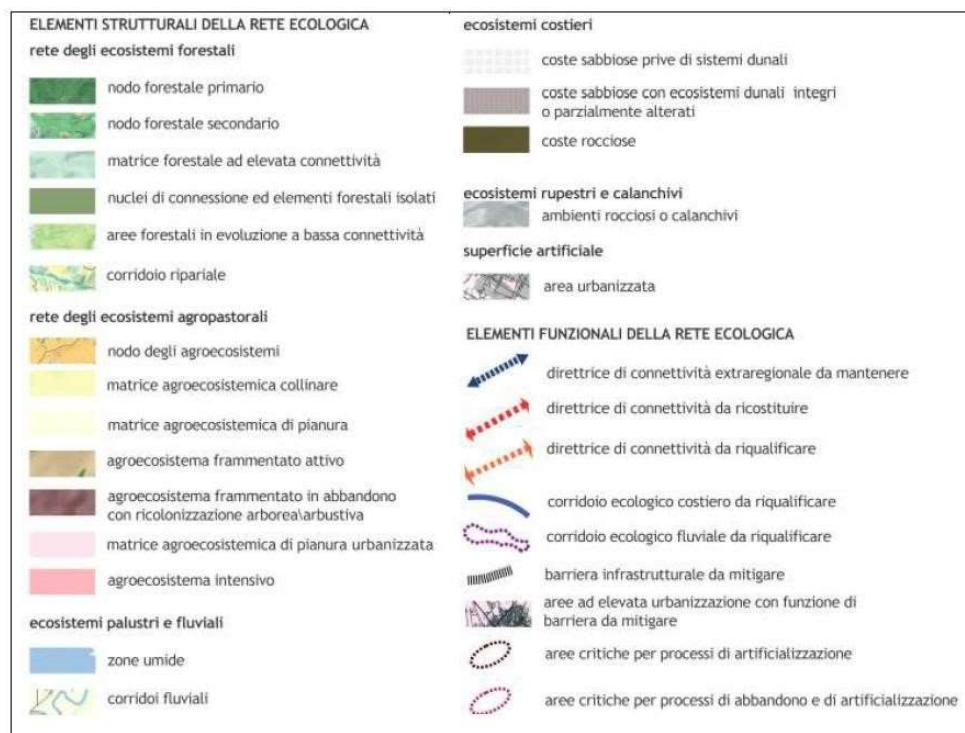 ELEMENTI STRUTTURALI DELLA RETE ECOLOGICA
rete degli ecosistemi forestali
nodo forestale primario
nodo forestale secondario
matrice forestale ad elevata connettività
nuclei di connessione ed elementi forestali isolati
aree forestali in evoluzione a bassa connettività
corridoio ripariale
rete degli ecosistemi agropastorali
nodo degli agroecosistemi
matrice agroecosistemica collinare
matrice agroecosistemica di pianura
agroecosistema frammentato attivo
agroecosistema frammentato in abbandono
con ricolonizzazione arborea\arbustiva
matrice agroecosistemica di pianura urbanizzata
agroecosistema intensivo
ecosistemi palustri e fluviali
zone umide
corridoi fluviali
ecosistemi costieri
coste sabbiose prive di sistemi dunali
coste sabbiose con ecosistemi dunali integri
o parzialmente alterati
coste rocciose
ecosistemi rupestri e calanchivi
ambienti rocciosi o calanchivi
superficie artificiale
area urbanizzata
ELEMENTI FUNZIONALI DELLA RETE ECOLOGICA
direttrice di connettività extraregionale da mantenere
direttrice di connettività da ricostituire
direttrice di connettività da riqualificare
corridoio ecologico costiero da riqualificare
corridoio ecologico fluviale da riqualificare
barriera infrastrutturale da mitigare
aree ad elevata urbanizzazione con funzione di
barriera da mitigare
aree critiche per processi di artificializzazione
aree critiche per processi di abbandono e di artificializzazione